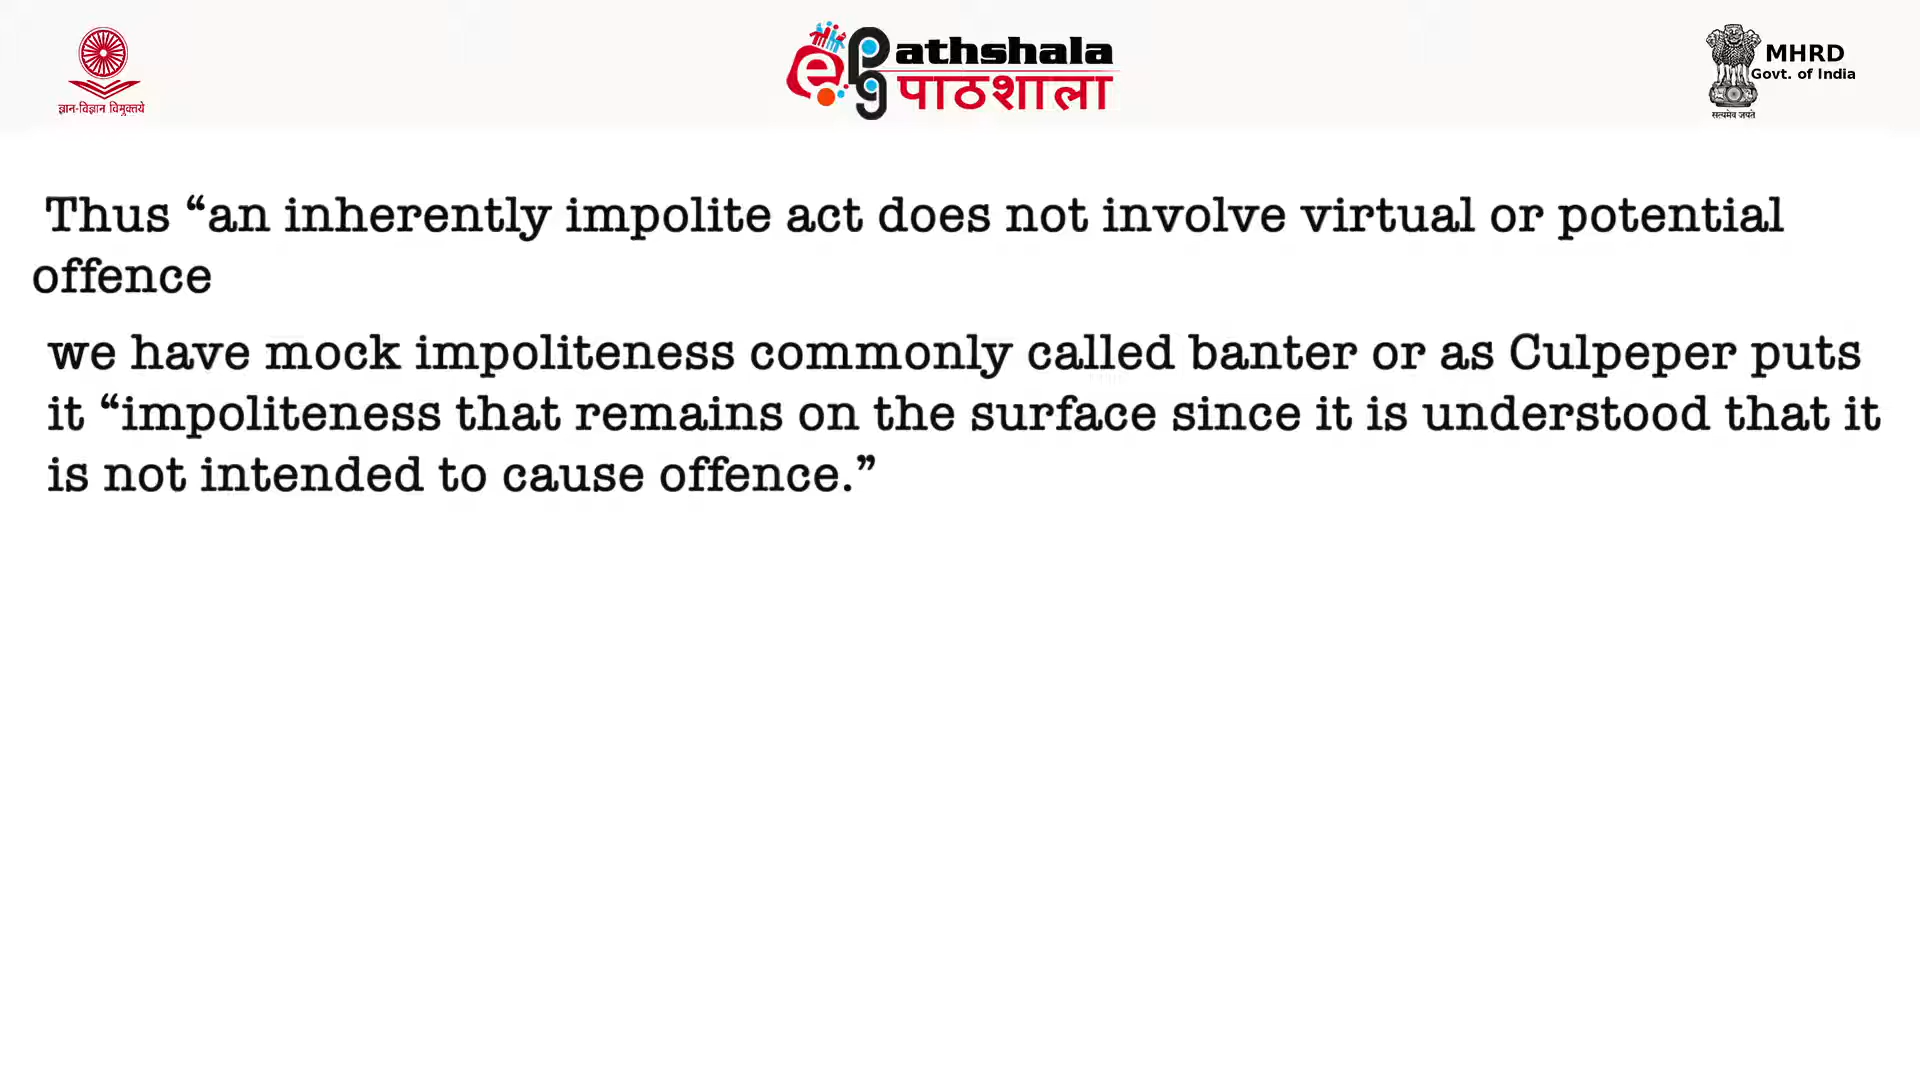 ज्ञान-विज्ञान विमुक्तये
e Pathshala
पाठशाला
MHRD
Govt. of India
सत्यमेव जयते
Thus “an inherently impolite act does not involve virtual or potential
offence
we have mock impoliteness commonly called banter or as Culpeper puts
it “impoliteness that remains on the surface since it is understood that it
is not intended to cause offence.”